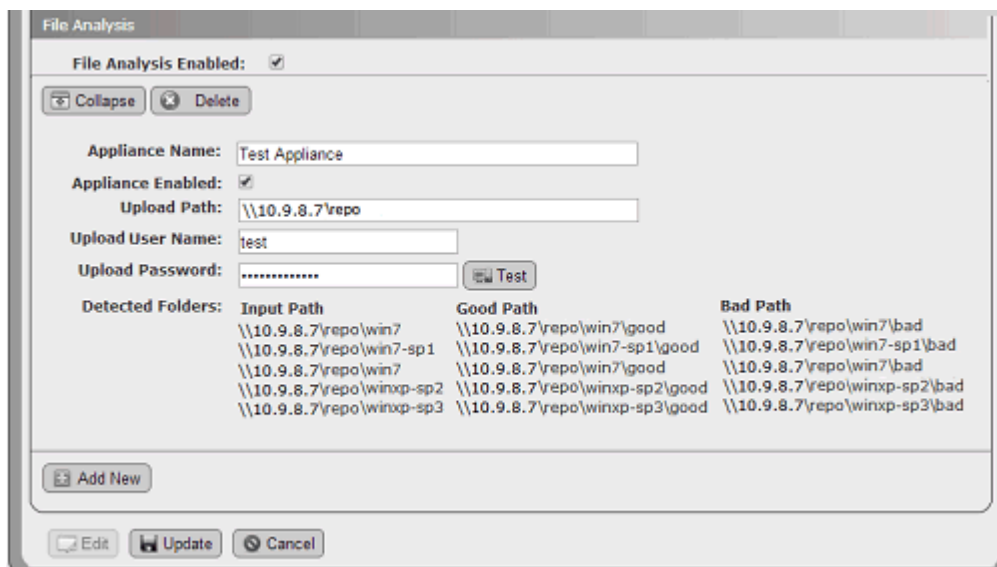 File Analysis
File Analysis Enabled:
Collapse Delete
Appliance Name: Test Appliance
Appliance Enabled:
Upload Path: \\10.9.8.7\repo
Upload User Name: test
Upload Password: •••••••••••••
Test
Detected Folders: Input Path Good Path Bad Path
\\10.9.8.7\repo\win7 \\10.9.8.7\repo\win7\good \\10.9.8.7\repo\win7\bad
\\10.9.8.7\repo\win7-sp1 \\10.9.8.7\repo\win7-sp1\good \\10.9.8.7\repo\win7-sp1\bad
\\10.9.8.7\repo\win7 \\10.9.8.7\repo\win7\good \\10.9.8.7\repo\win7\bad
\\10.9.8.7\repo\winxp-sp2 \\10.9.8.7\repo\winxp-sp2\good \\10.9.8.7\repo\winxp-sp2\bad
\\10.9.8.7\repo\winxp-sp3 \\10.9.8.7\repo\winxp-sp3\good \\10.9.8.7\repo\winxp-sp3\bad
Add New
Edit Update Cancel